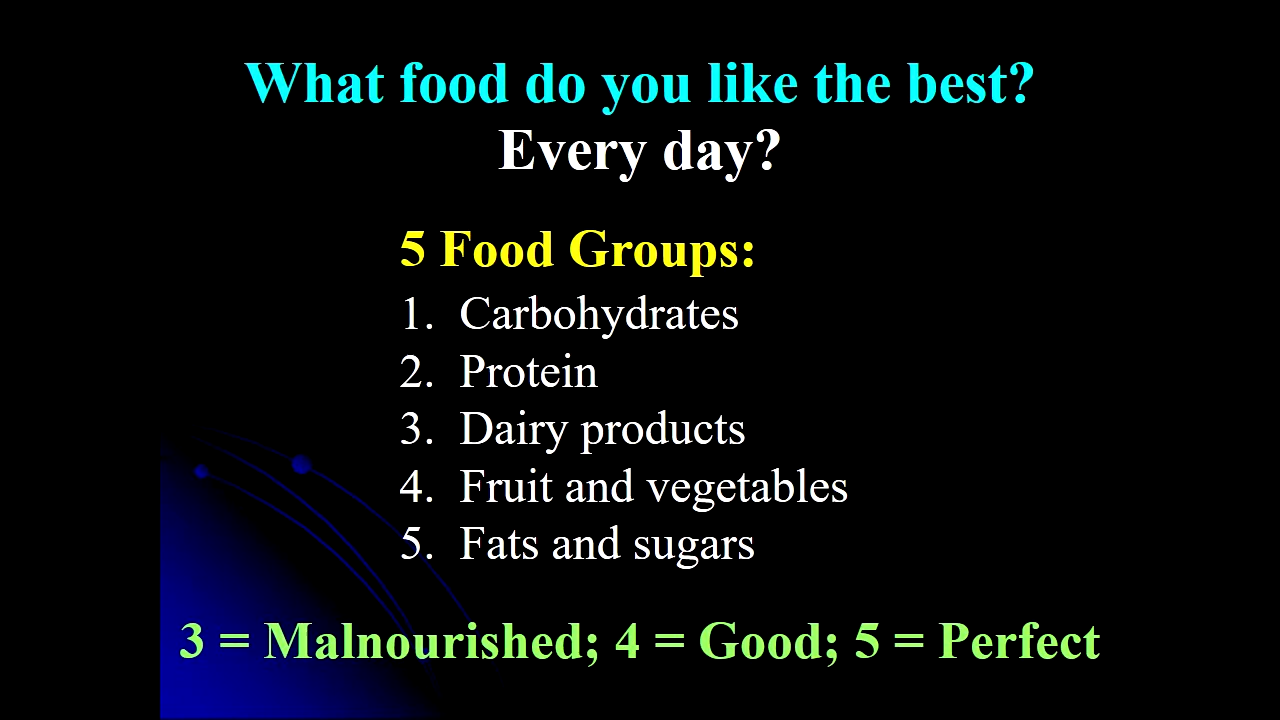 What food do you like the best?
Every day?
5 Food Groups:
1. Carbohydrates
2. Protein
3. Dairy products
4. Fruit and vegetables
5. Fats and sugars
3 = Malnourished; 4 = Good; 5 = Perfect